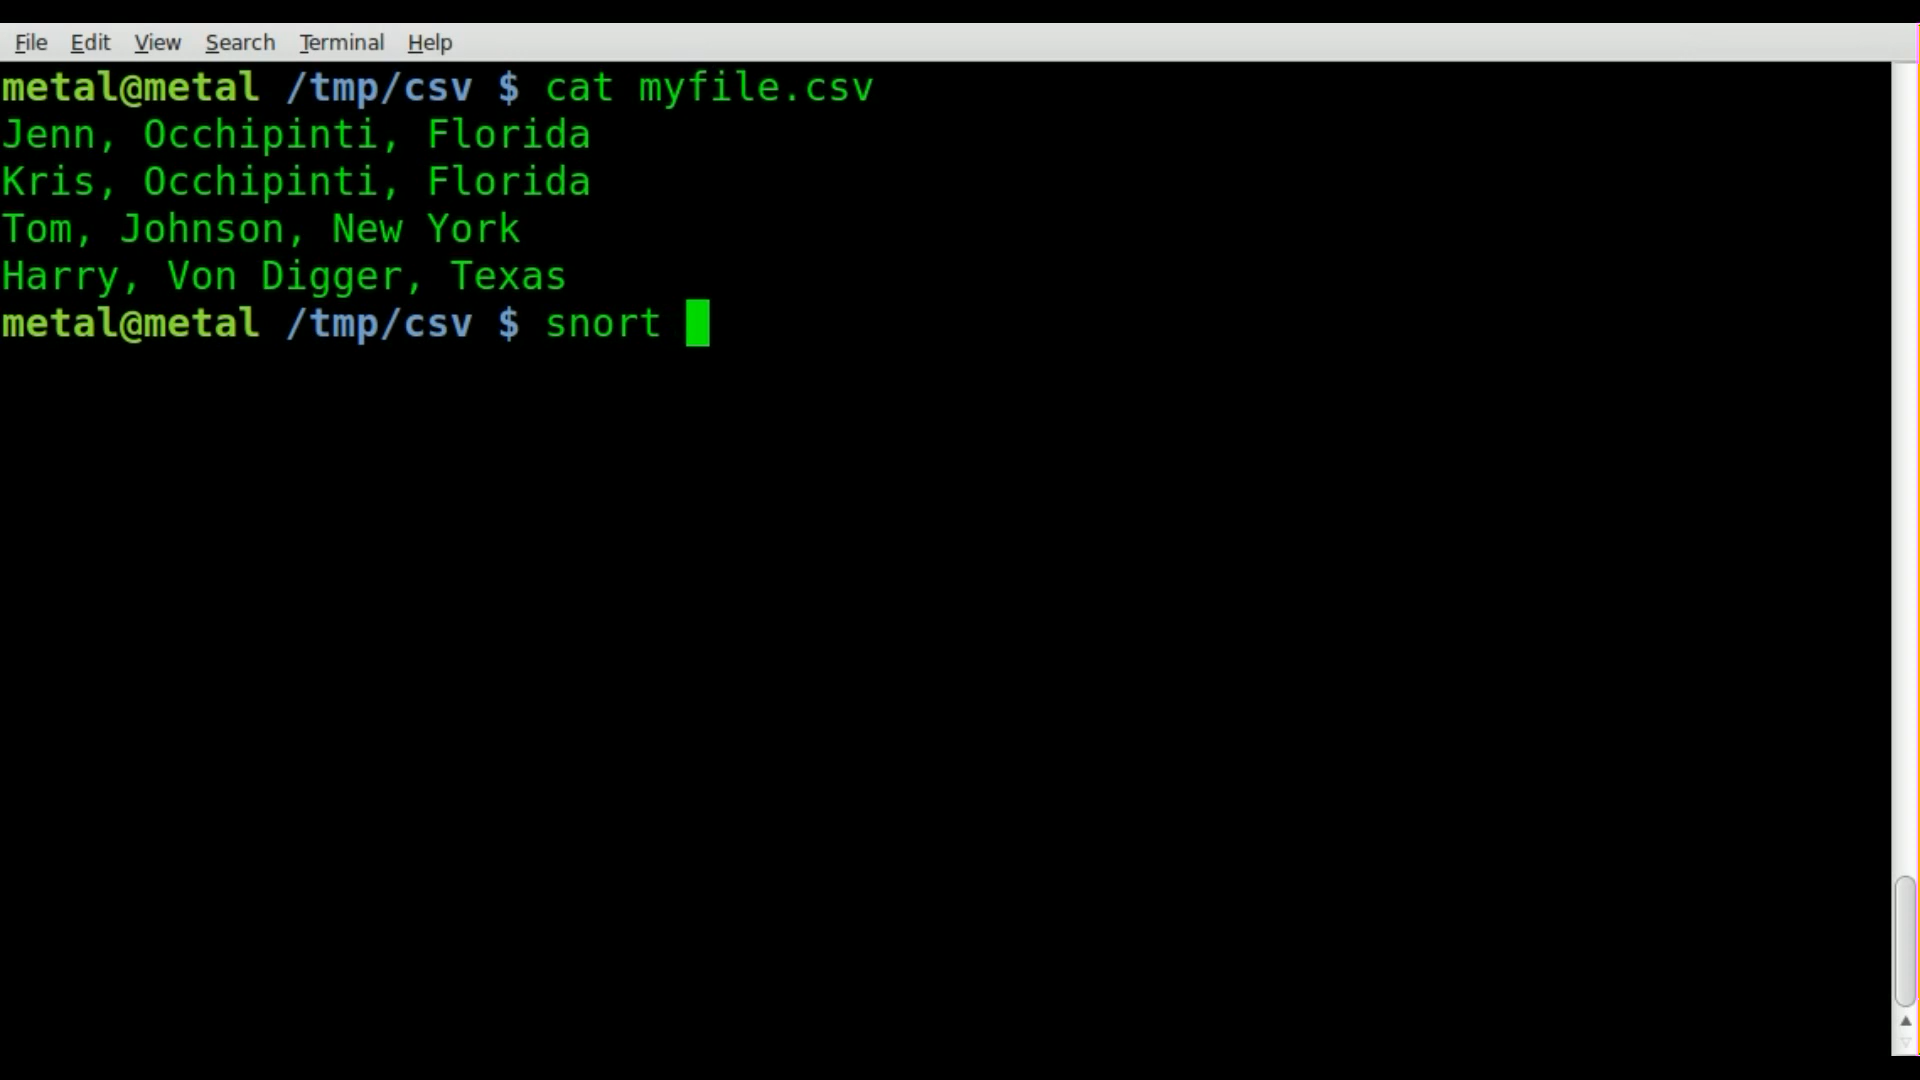 File Edit View Search Terminal Help
metal@metal /tmp/csv $ cat myfile.csv
Jenn, Occhipinti, Florida
Kris, Occhipinti, Florida
Tom, Johnson, New York
Harry, Von Digger, Texas
metal@metal /tmp/csv $ snort